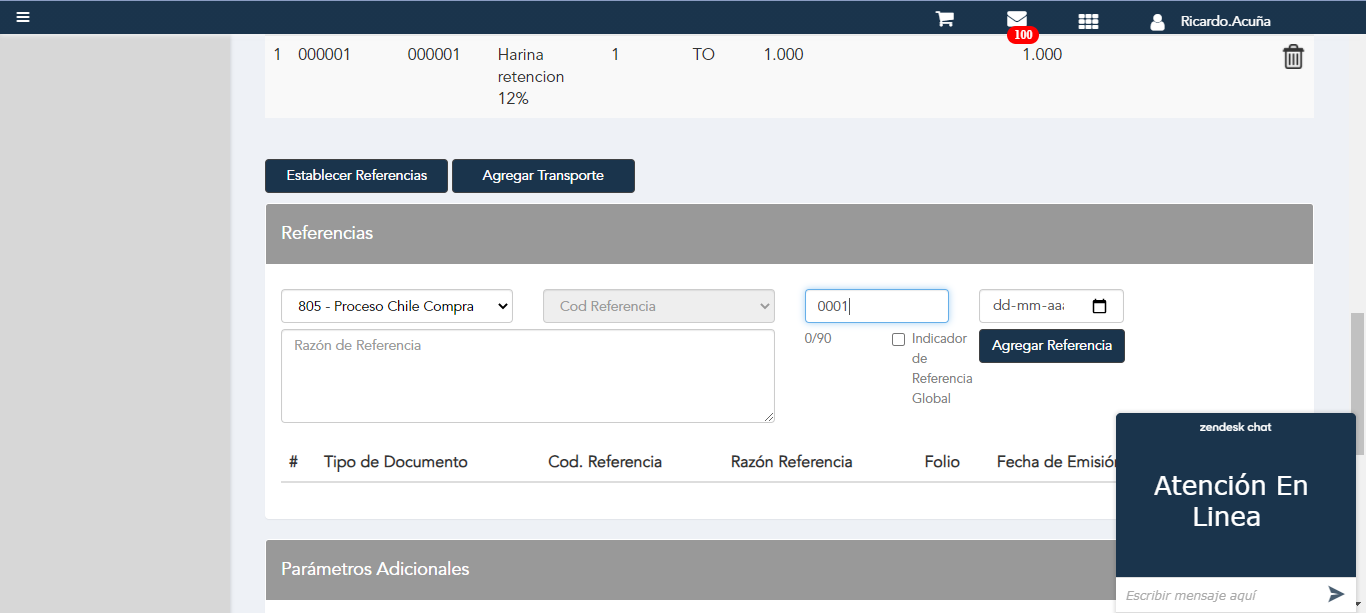 100
Ricardo.Acuña
1 000001 000001 Harina 1 TO 1.000 1.000
retencion
12%
Establecer Referencias Agregar Transporte
Referencias
805 - Proceso Chile Compra Cod Referencia 0001 dd-mm-aaa
Razón de Referencia 0/90 Indicador Agregar Referencia
de
Referencia
Global
# Tipo de Documento Cod. Referencia Razón Referencia Folio Fecha de Emisión
Parámetros Adicionales
zendesk chat
Atención En
Linea
Escribir mensaje aquí